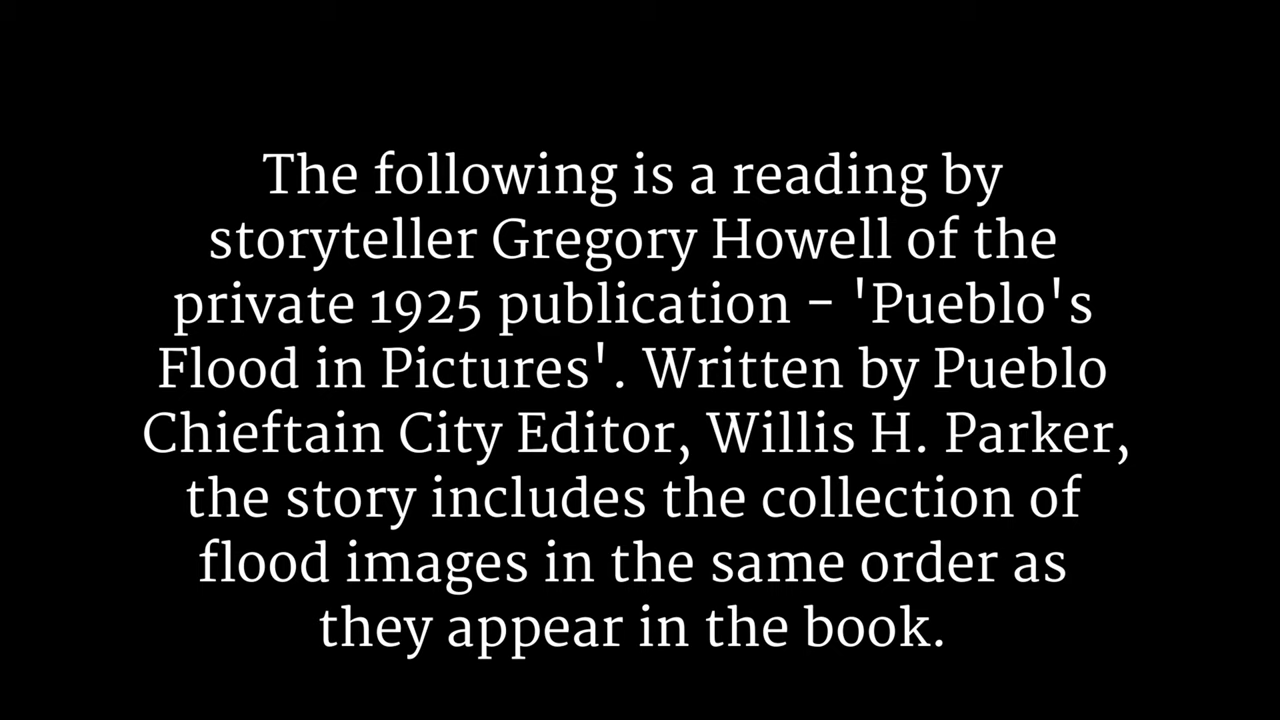 The following is a reading by
storyteller Gregory Howell of the
private 1925 publication - 'Pueblo's
Flood in Pictures'. Written by Pueblo
Chieftain City Editor, Willis H. Parker,
the story includes the collection of
flood images in the same order as
they appear in the book.